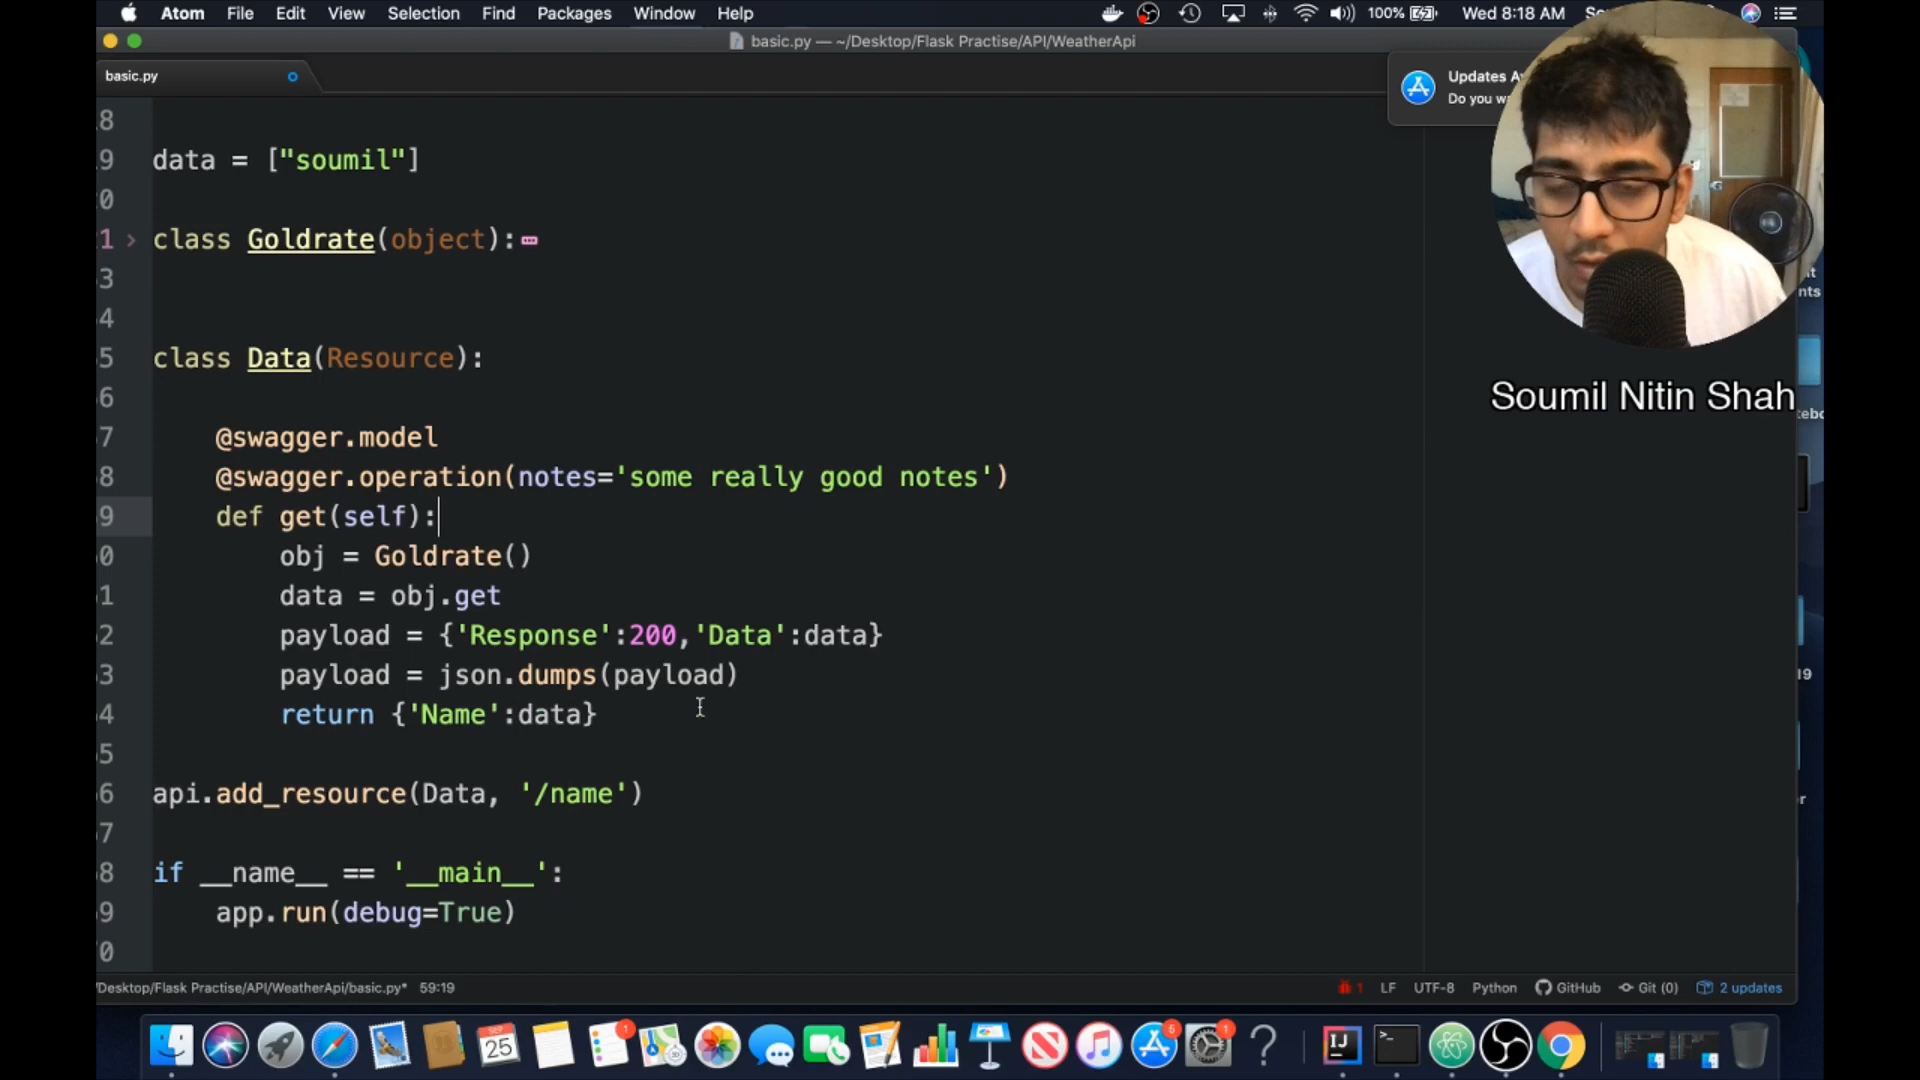 Atom File Edit View Selection Find Packages Window Help 100% Wed 8:18 AM
basic.py — ~/Desktop/Flask Practise/API/WeatherApi
basic.py
Updates
Do you
8
9 data = ["soumil"]
0
1 class Goldrate(object):
3
4
5 class Data(Resource):
6
7 @swagger.model
8 @swagger.operation(notes='some really good notes')
9 def get(self):
0 obj = Goldrate()
1 data = obj.get
2 payload = {'Response':200,'Data':data}
3 payload = json.dumps(payload)
4 return {'Name':data}
5
6 api.add_resource(Data, '/name')
7
8 if __name__ == '__main__':
9 app.run(debug=True)
0
Soumil Nitin Shah
/Desktop/Flask Practise/API/WeatherApi/basic.py* 59:19 1 LF UTF-8 Python GitHub Git (0) 2 updates
SEP 25 1 5 1